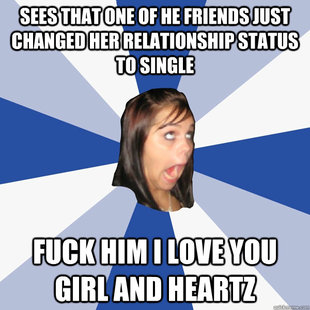 SEES THAT ONE OF HE FRIENDS JUST
CHANGED HER RELATIONSHIP STATUS
TO SINGLE
FUCK HIM I LOVE YOU
GIRL AND HEARTZ